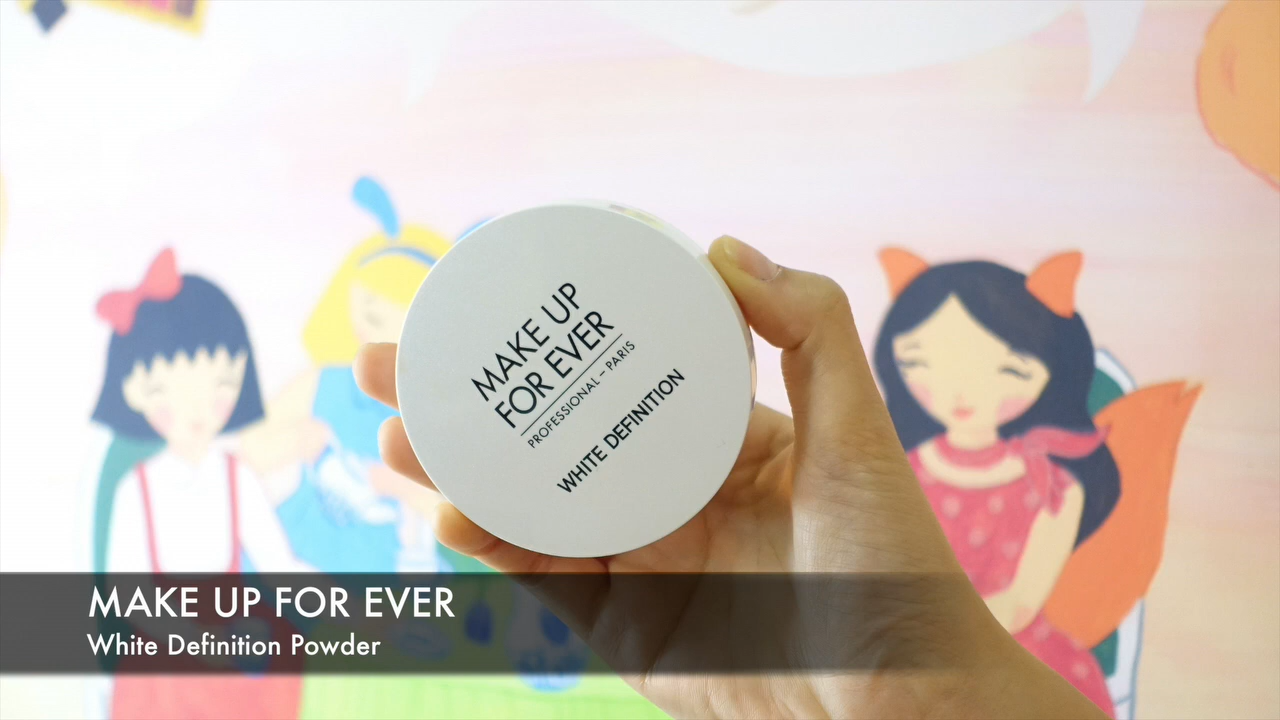 MAKE UP
FOR EVER
PROFESSIONAL – PARIS
WHITE DEFINITION
MAKE UP FOR EVER
White Definition Powder